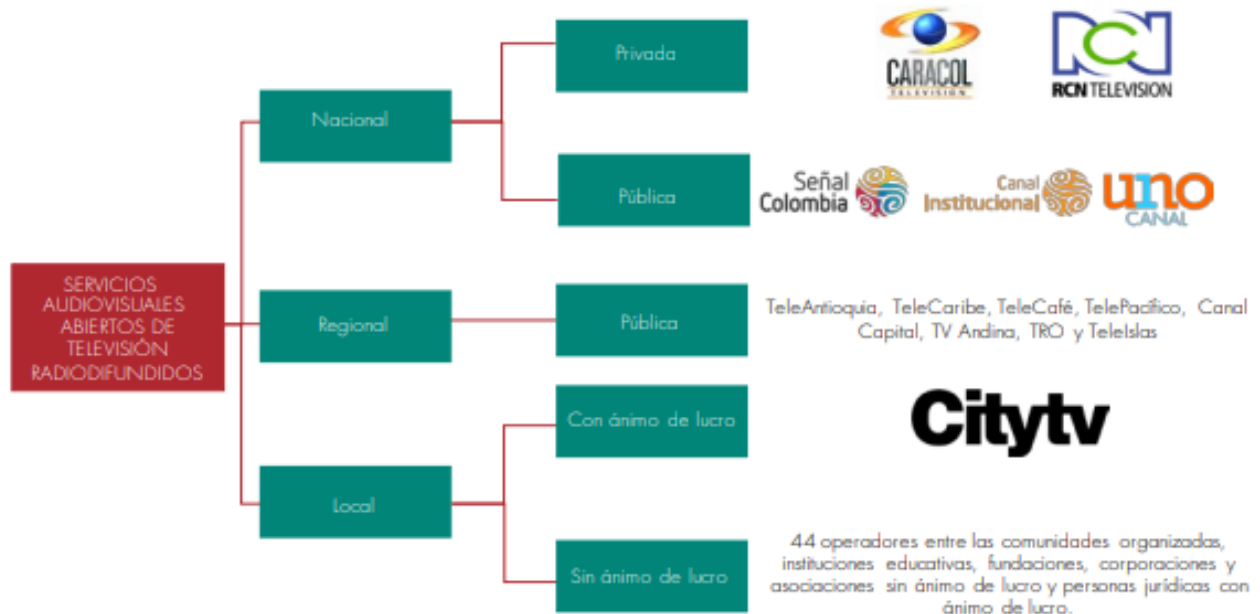 Privada
CARACOL
TELEVISIÓN
RCN TELEVISION
Nacional
Pública
Señal
Colombia
Canal
Institucional
uno
CANAL
SERVICIOS
AUDIOVISUALES
ABIERTOS DE
TELEVISIÓN
RADIODIFUNDIDOS
Regional
Pública
TeleAntioquia, TeleCaribe, TeleCafé, TelePacífico, Canal
Capital, TV Andina, TRO y TeleIslas
Con ánimo de lucro
Citytv
Local
Sin ánimo de lucro
44 operadores entre las comunidades organizadas,
instituciones educativas, fundaciones, corporaciones y
asociaciones sin ánimo de lucro y personas jurídicas con
ánimo de lucro.